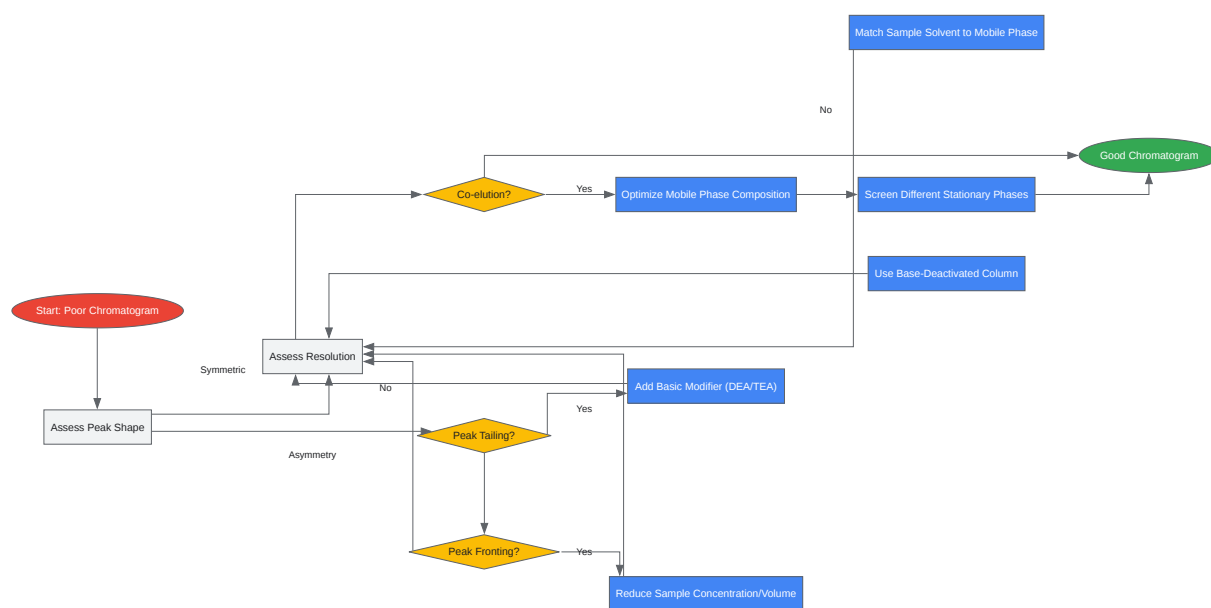 Match Sample Solvent to Mobile Phase
No
Good Chromatogram
Co-elution?
Yes
Optimize Mobile Phase Composition
Screen Different Stationary Phases
Use Base-Deactivated Column
Start: Poor Chromatogram
Assess Resolution
Symmetric
No
Add Basic Modifier (DEA/TEA)
Yes
Assess Peak Shape
Peak Tailing?
Asymmetry
Peak Fronting?
Yes
Reduce Sample Concentration/Volume